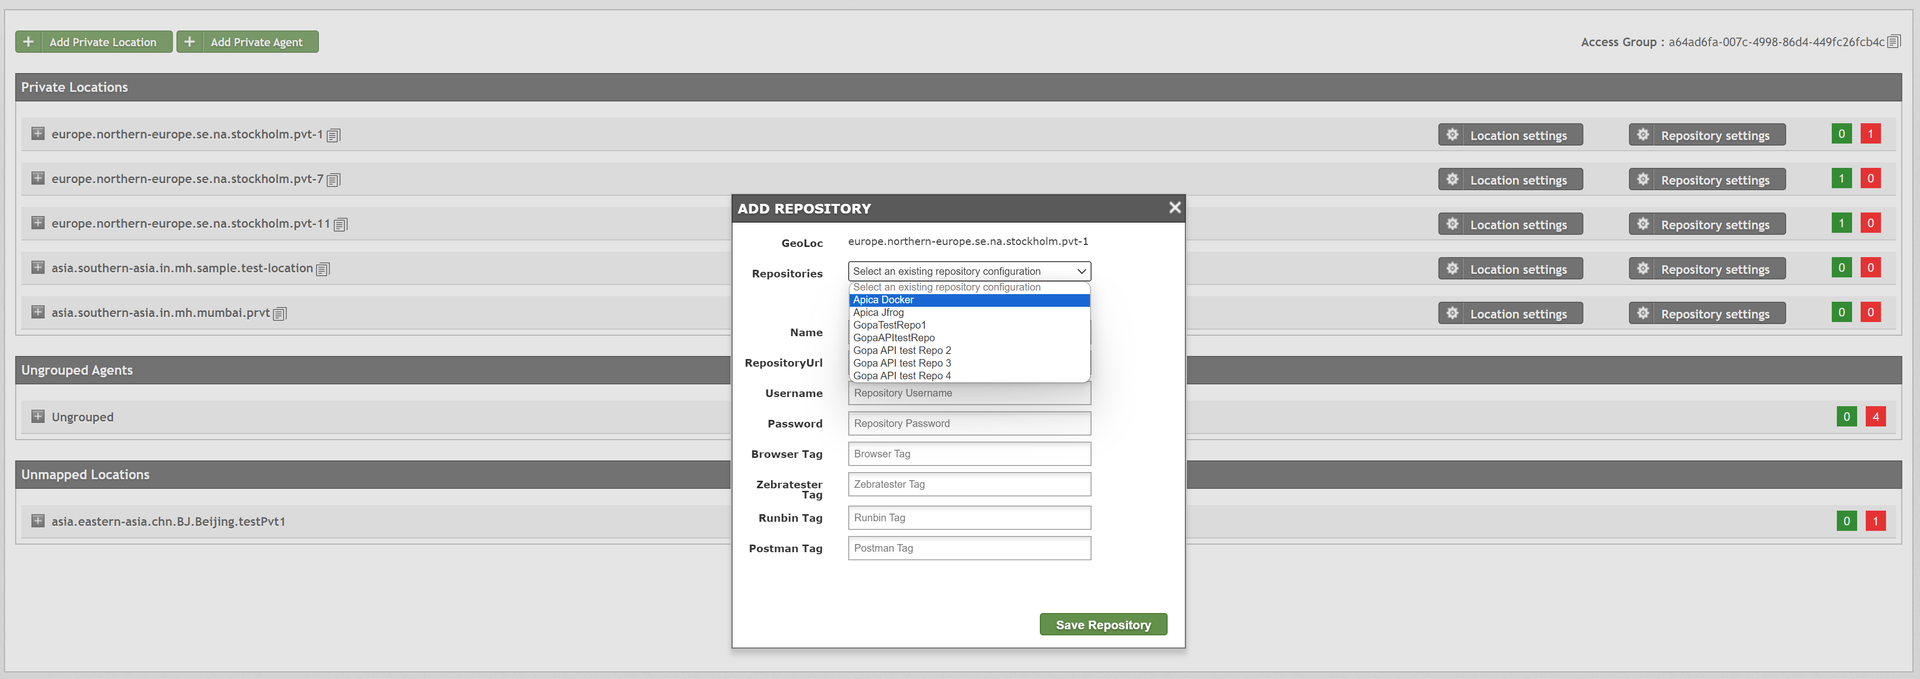 Add Private Location
Add Private Agent
Access Group : a64ad6fa-007c-4998-86d4-449fc26fcb4c
Private Locations
europe.northern-europe.se.na.stockholm.pvt-1
Location settings
Repository settings
0
1
europe.northern-europe.se.na.stockholm.pvt-7
Location settings
Repository settings
1
0
europe.northern-europe.se.na.stockholm.pvt-11
Location settings
Repository settings
1
0
asia.southern-asia.in.mh.sample.test-location
Location settings
Repository settings
0
0
asia.southern-asia.in.mh.mumbai.prvt
Location settings
Repository settings
0
0
Ungrouped Agents
Ungrouped
0
4
Unmapped Locations
asia.eastern-asia.chn.BJ.Beijing.testPvt1
0
1
ADD REPOSITORY
GeoLoc
europe.northern-europe.se.na.stockholm.pvt-1
Repositories
Select an existing repository configuration
Select an existing repository configuration
Apica Docker
Apica Jfrog
GopaTestRepo1
GopaAPItestRepo
Gopa API test Repo 2
Gopa API test Repo 3
Gopa API test Repo 4
Name
RepositoryUrl
Username
Repository Username
Password
Repository Password
Browser Tag
Browser Tag
Zebratester
Tag
Zebratester Tag
Runbin Tag
Runbin Tag
Postman Tag
Postman Tag
Save Repository